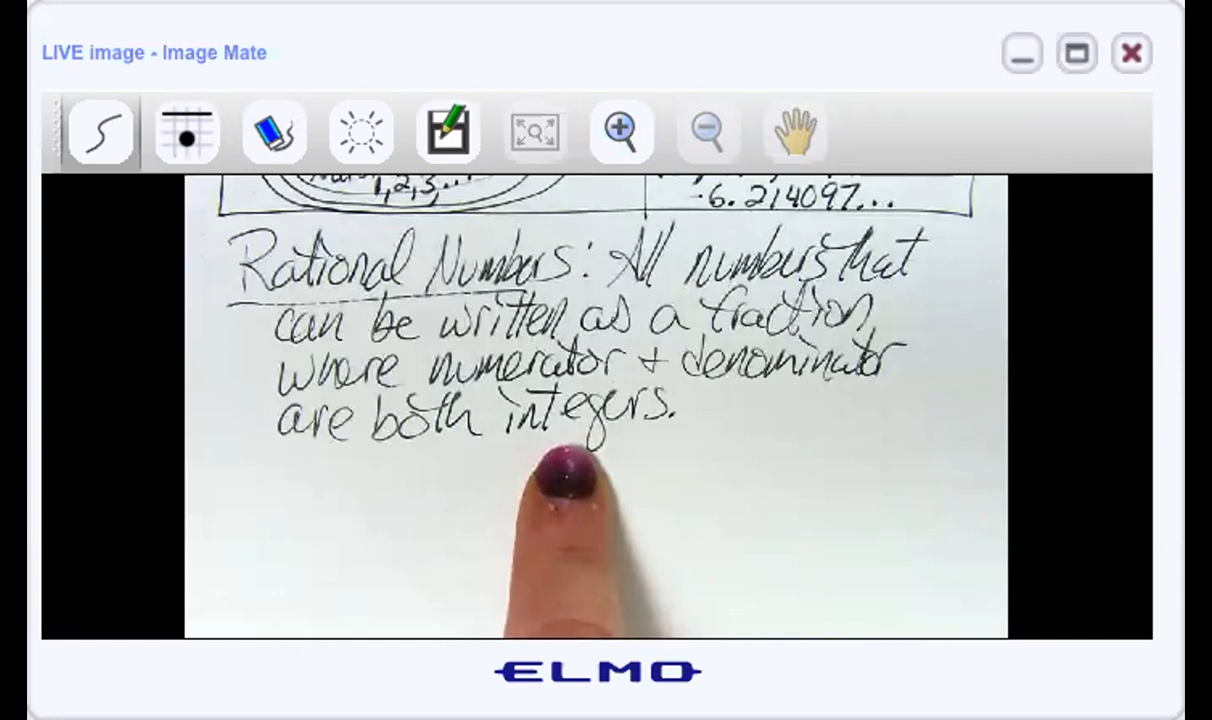 LIVE image - Image Mate
1,2,3,...
-6.214097...
Rational Numbers: All numbers that
can be written as a fraction,
where numerator + denominator
are both integers.
ELMO